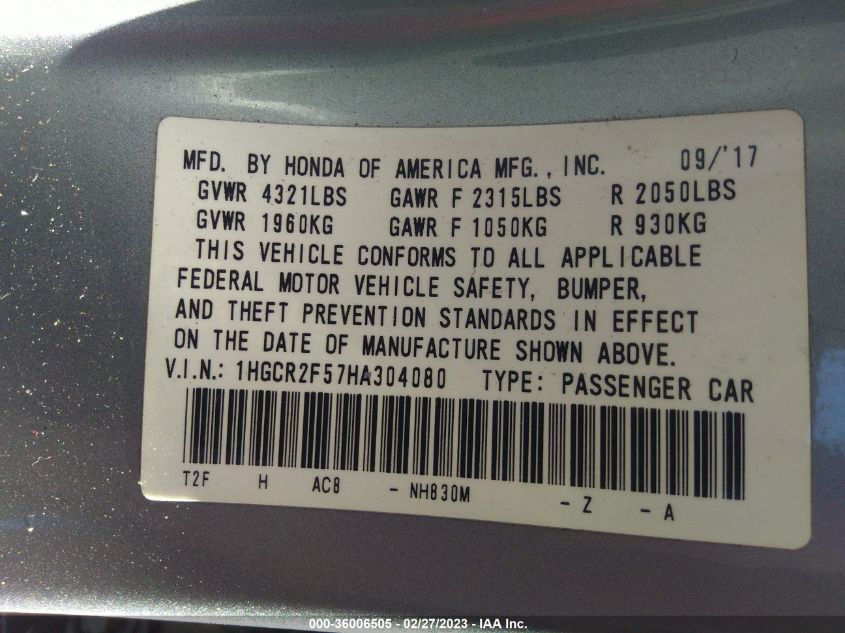 MFD. BY HONDA OF AMERICA MFG., INC. 09/'17
GVWR 4321LBS GAWR F 2315LBS R 2050LBS
GVWR 1960KG GAWR F 1050KG R 930KG
THIS VEHICLE CONFORMS TO ALL APPLICABLE
FEDERAL MOTOR VEHICLE SAFETY, BUMPER,
AND THEFT PREVENTION STANDARDS IN EFFECT
ON THE DATE OF MANUFACTURE SHOWN ABOVE.
V.I.N.: 1HGCR2F57HA304080 TYPE: PASSENGER CAR
T2F H AC8 - NH830M - Z - A
000-36006505 - 02/27/2023 - IAA Inc.